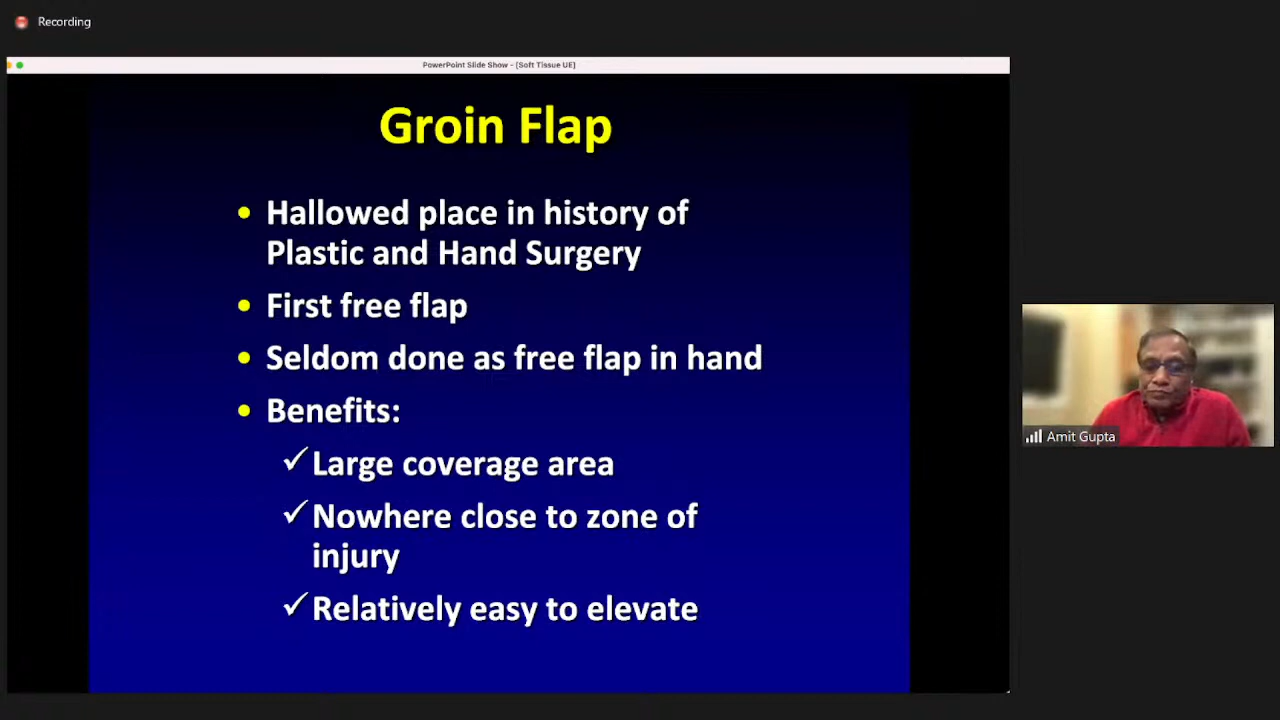 Recording
PowerPoint Slide Show - [Soft Tissue UE]
Groin Flap
• Hallowed place in history of
Plastic and Hand Surgery
• First free flap
• Seldom done as free flap in hand
• Benefits:
✓Large coverage area
✓Nowhere close to zone of
injury
✓Relatively easy to elevate
Amit Gupta